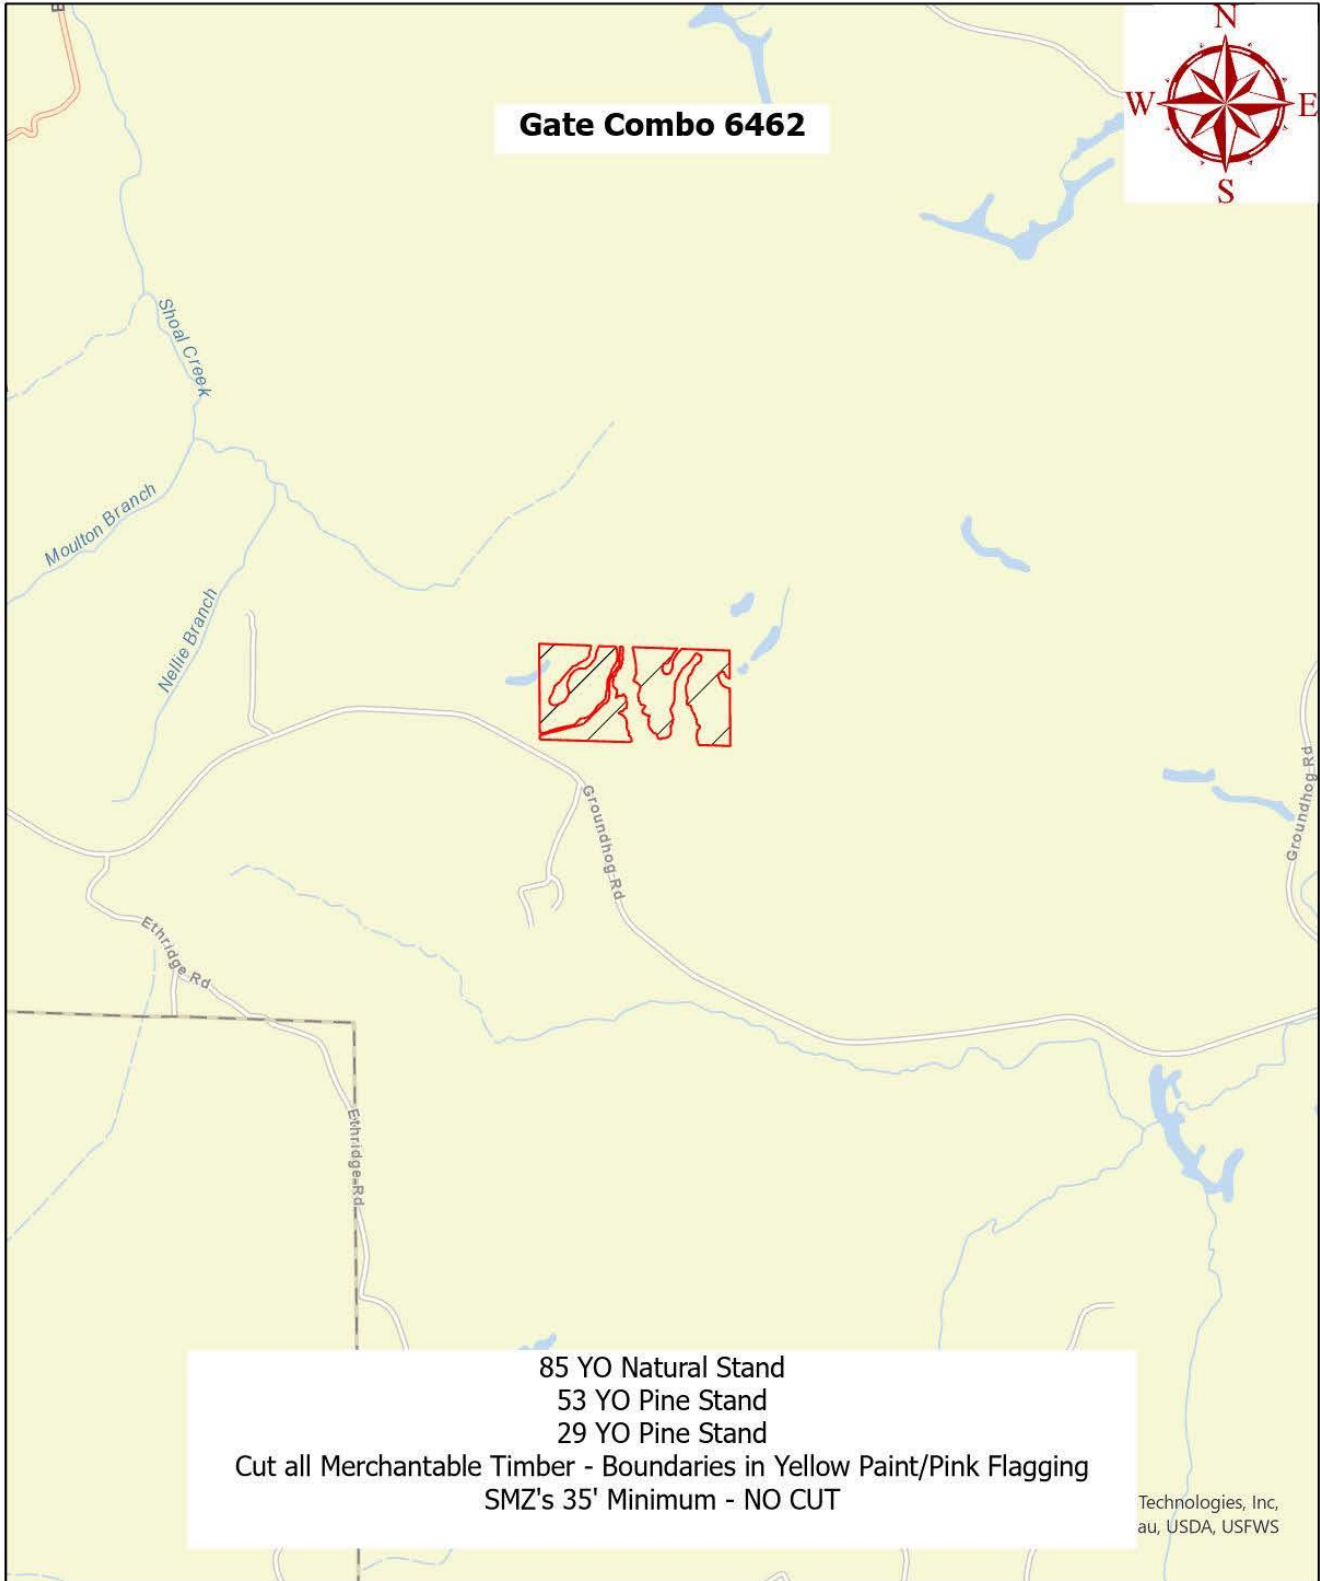 N
W E
S
Gate Combo 6462
Shoal Creek
Moulton Branch
Nellie Branch
Groundhog Rd
Groundhog Rd
Ethridge Rd
Ethridge Rd
85 YO Natural Stand
53 YO Pine Stand
29 YO Pine Stand
Cut all Merchantable Timber - Boundaries in Yellow Paint/Pink Flagging
SMZ's 35' Minimum - NO CUT
Technologies, Inc,
au, USDA, USFWS